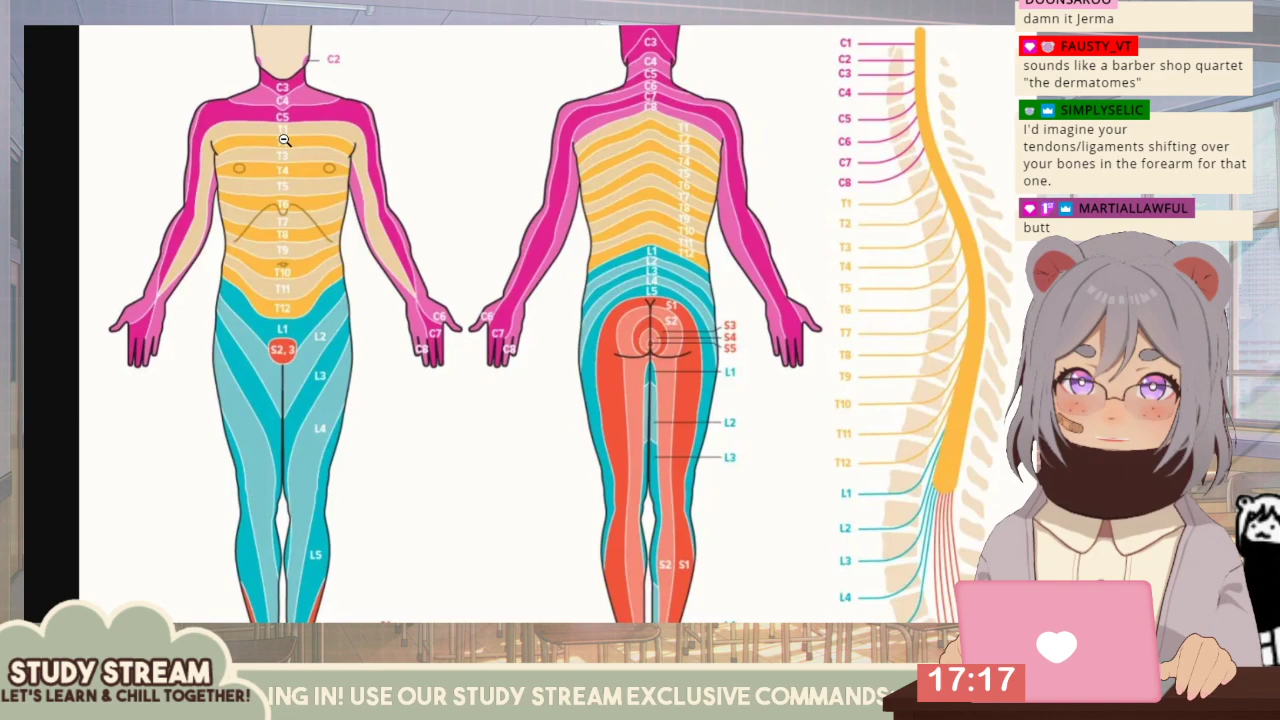 C2
C3
C4
C5
T3
T4
T5
T6
T7
T8
T9
T10
T11
T12
L1
L2
S2, 3
L3
L4
L5
C6
C7
C8
C3
C4
C5
C6
C7
C8
T1
T2
T3
T4
T5
T6
T7
T8
T9
T10
T11
T12
L1
L2
L3
L4
L5
S1
S2
S3
S4
S5
C6
C7
C8
L1
L2
L3
S2 S1
C1
C2
C3
C4
C5
C6
C7
C8
T1
T2
T3
T4
T5
T6
T7
T8
T9
T10
T11
T12
L1
L2
L3
L4
damn it Jerma
FAUSTY_VT
sounds like a barber shop quartet
"the dermatomes"
SIMPLYSELIC
I'd imagine your
tendons/ligaments shifting over
your bones in the forearm for that
one.
1ST MARTIALLAWFUL
butt
STUDY STREAM
LET'S LEARN & CHILL TOGETHER!
ING IN! USE OUR STUDY STREAM EXCLUSIVE COMMANDS
17:17